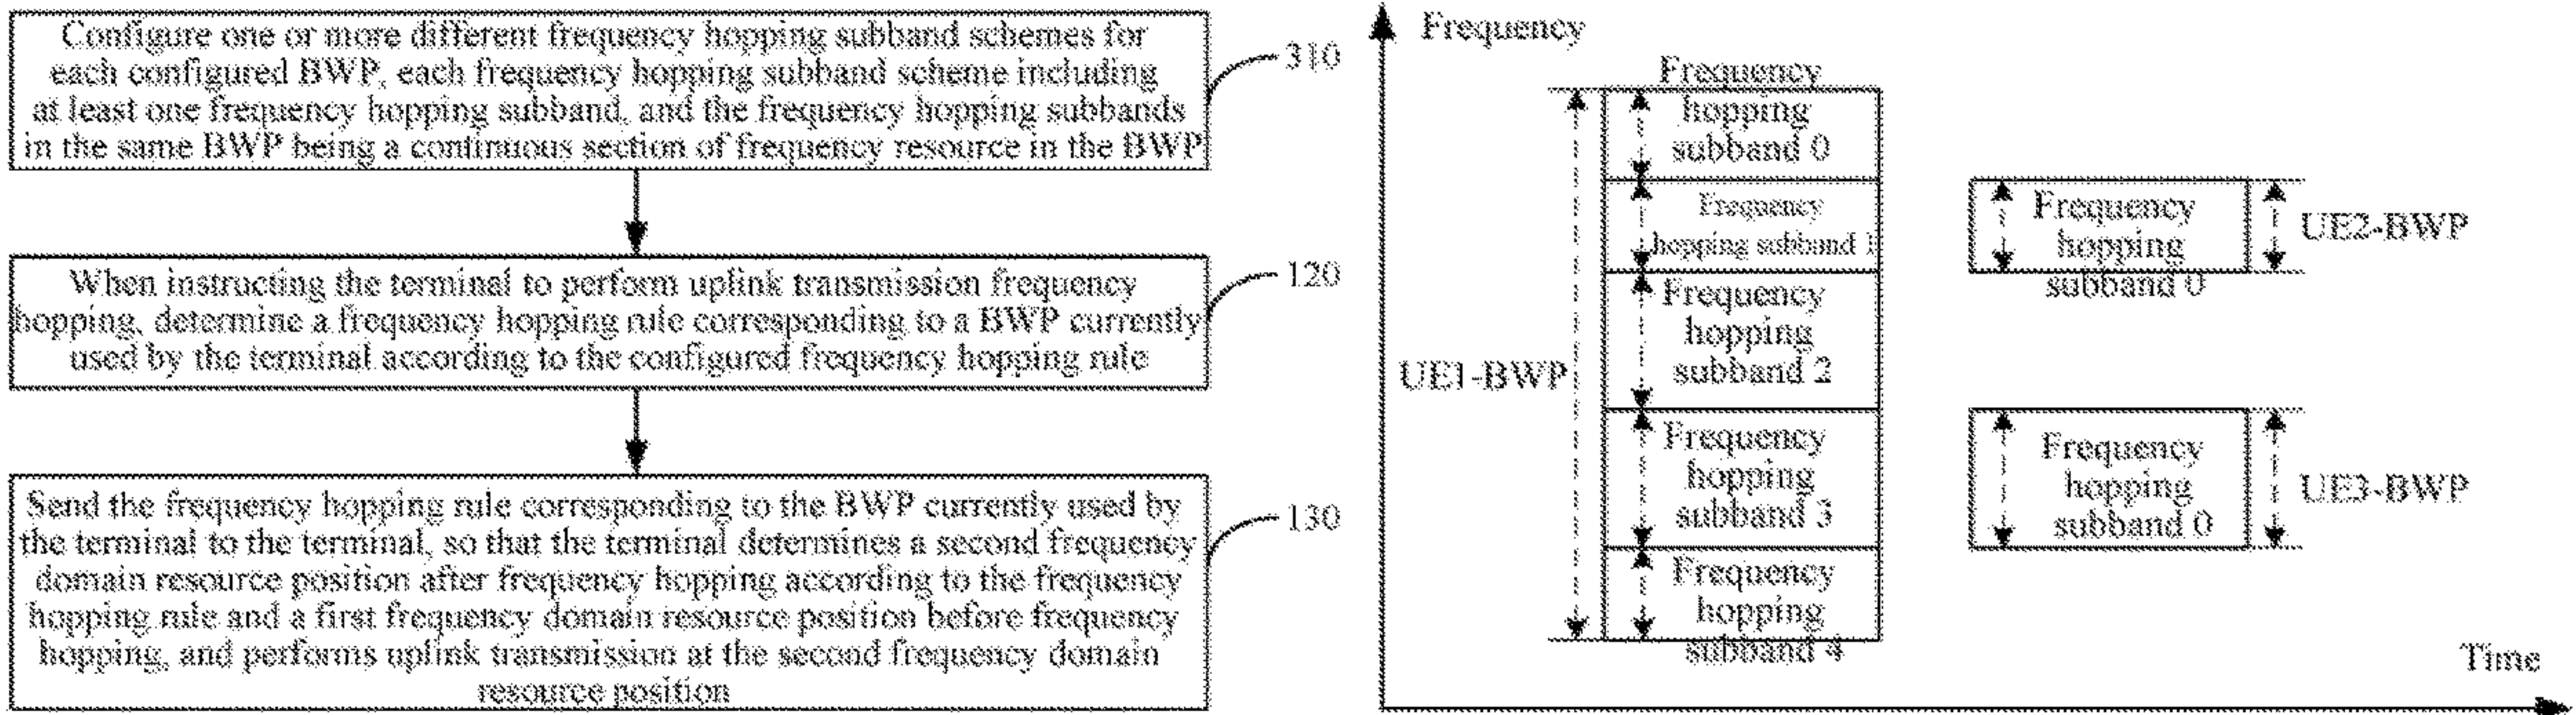 Configure one or more different frequency hopping subband schemes for
each configured BWP, each frequency hopping subband scheme including
at least one frequency hopping subband, and the frequency hopping subbands
in the same BWP being a continuous section of frequency resource in the BWP
310
When instructing the terminal to perform uplink transmission frequency
hopping, determine a frequency hopping rule corresponding to a BWP currently
used by the terminal according to the configured frequency hopping rule
120
Send the frequency hopping rule corresponding to the BWP currently used by
the terminal to the terminal, so that the terminal determines a second frequency
domain resource position after frequency hopping according to the frequency
hopping rule and a first frequency domain resource position before frequency
hopping, and performs uplink transmission at the second frequency domain
resource position
130
Frequency
Frequency
hopping
subband 0
Frequency
hopping subband 1
Frequency
hopping
subband 2
Frequency
hopping
subband 3
Frequency
hopping
subband 4
UE1-BWP
Frequency
hopping
subband 0
UE2-BWP
Frequency
hopping
subband 0
UE3-BWP
Time